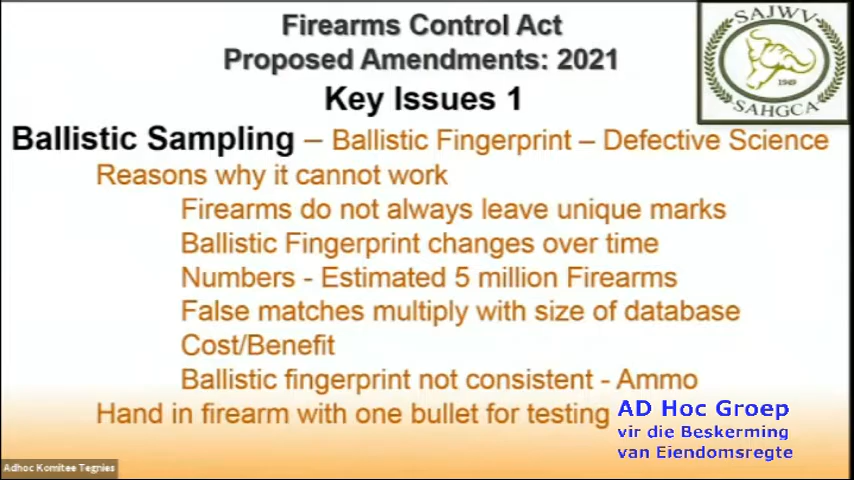 Firearms Control Act
Proposed Amendments: 2021
Key Issues 1
SAJWV
1949
SAHGCA
Ballistic Sampling – Ballistic Fingerprint – Defective Science
Reasons why it cannot work
Firearms do not always leave unique marks
Ballistic Fingerprint changes over time
Numbers - Estimated 5 million Firearms
False matches multiply with size of database
Cost/Benefit
Ballistic fingerprint not consistent - Ammo
Hand in firearm with one bullet for testing
AD Hoc Groep
vir die Beskerming
van Eiendomsregte
Adhoc Komitee Tegnies